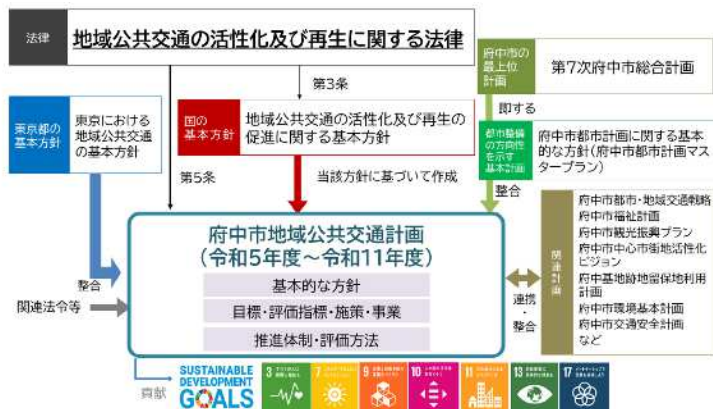 法律
地域公共交通の活性化及び再生に関する法律
府中市の
最上位
計画
第7次府中市総合計画
第3条
即する
東京都の
基本方針
東京における
地域公共交通
の基本方針
国の
基本方針
地域公共交通の活性化及び再生の
促進に関する基本方針
都市整備
の方向性
を示す
基本計画
府中市都市計画に関する基本
的な方針(府中市都市計画マス
タープラン)
第5条
当該方針に基づいて作成
整合
府中市地域公共交通計画
(令和5年度~令和11年度)
基本的な方針
目標・評価指標・施策・事業
推進体制・評価方法
整合
関連法令等
連携
・
整合
関連計画
府中市都市・地域交通戦略
府中市福祉計画
府中市観光振興プラン
府中市中心市街地活性化
ビジョン
府中基地跡地留保地利用
計画
府中市環境基本計画
府中市交通安全計画
など
貢献
SUSTAINABLE
DEVELOPMENT
GOALS
3
7
9
10
11
13
17